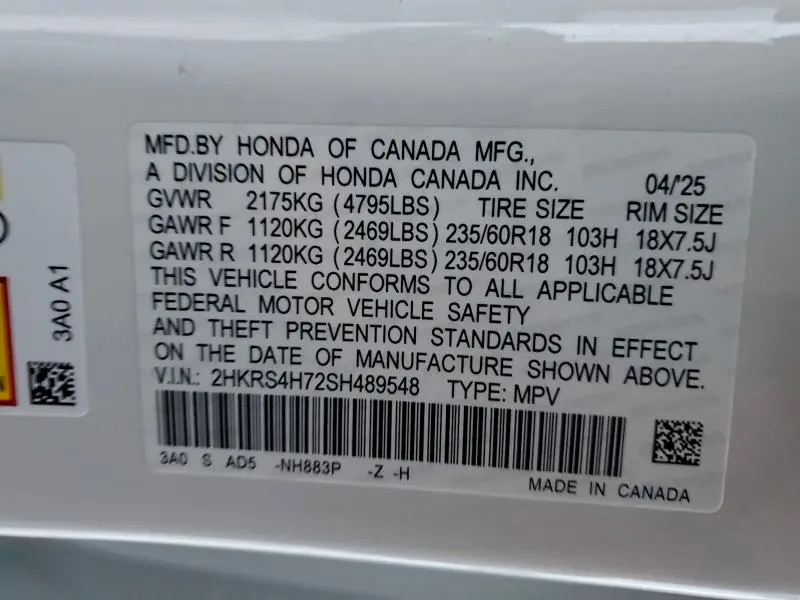 MFD.BY HONDA OF CANADA MFG.,
A DIVISION OF HONDA CANADA INC. 04/'25
GVWR 2175KG (4795LBS) TIRE SIZE RIM SIZE
GAWR F 1120KG (2469LBS) 235/60R18 103H 18X7.5J
GAWR R 1120KG (2469LBS) 235/60R18 103H 18X7.5J
THIS VEHICLE CONFORMS TO ALL APPLICABLE
FEDERAL MOTOR VEHICLE SAFETY
AND THEFT PREVENTION STANDARDS IN EFFECT
ON THE DATE OF MANUFACTURE SHOWN ABOVE.
V.I.N.: 2HKRS4H72SH489548 TYPE: MPV
3A0 S AD5 -NH883P -Z -H
MADE IN CANADA
3A0 A1